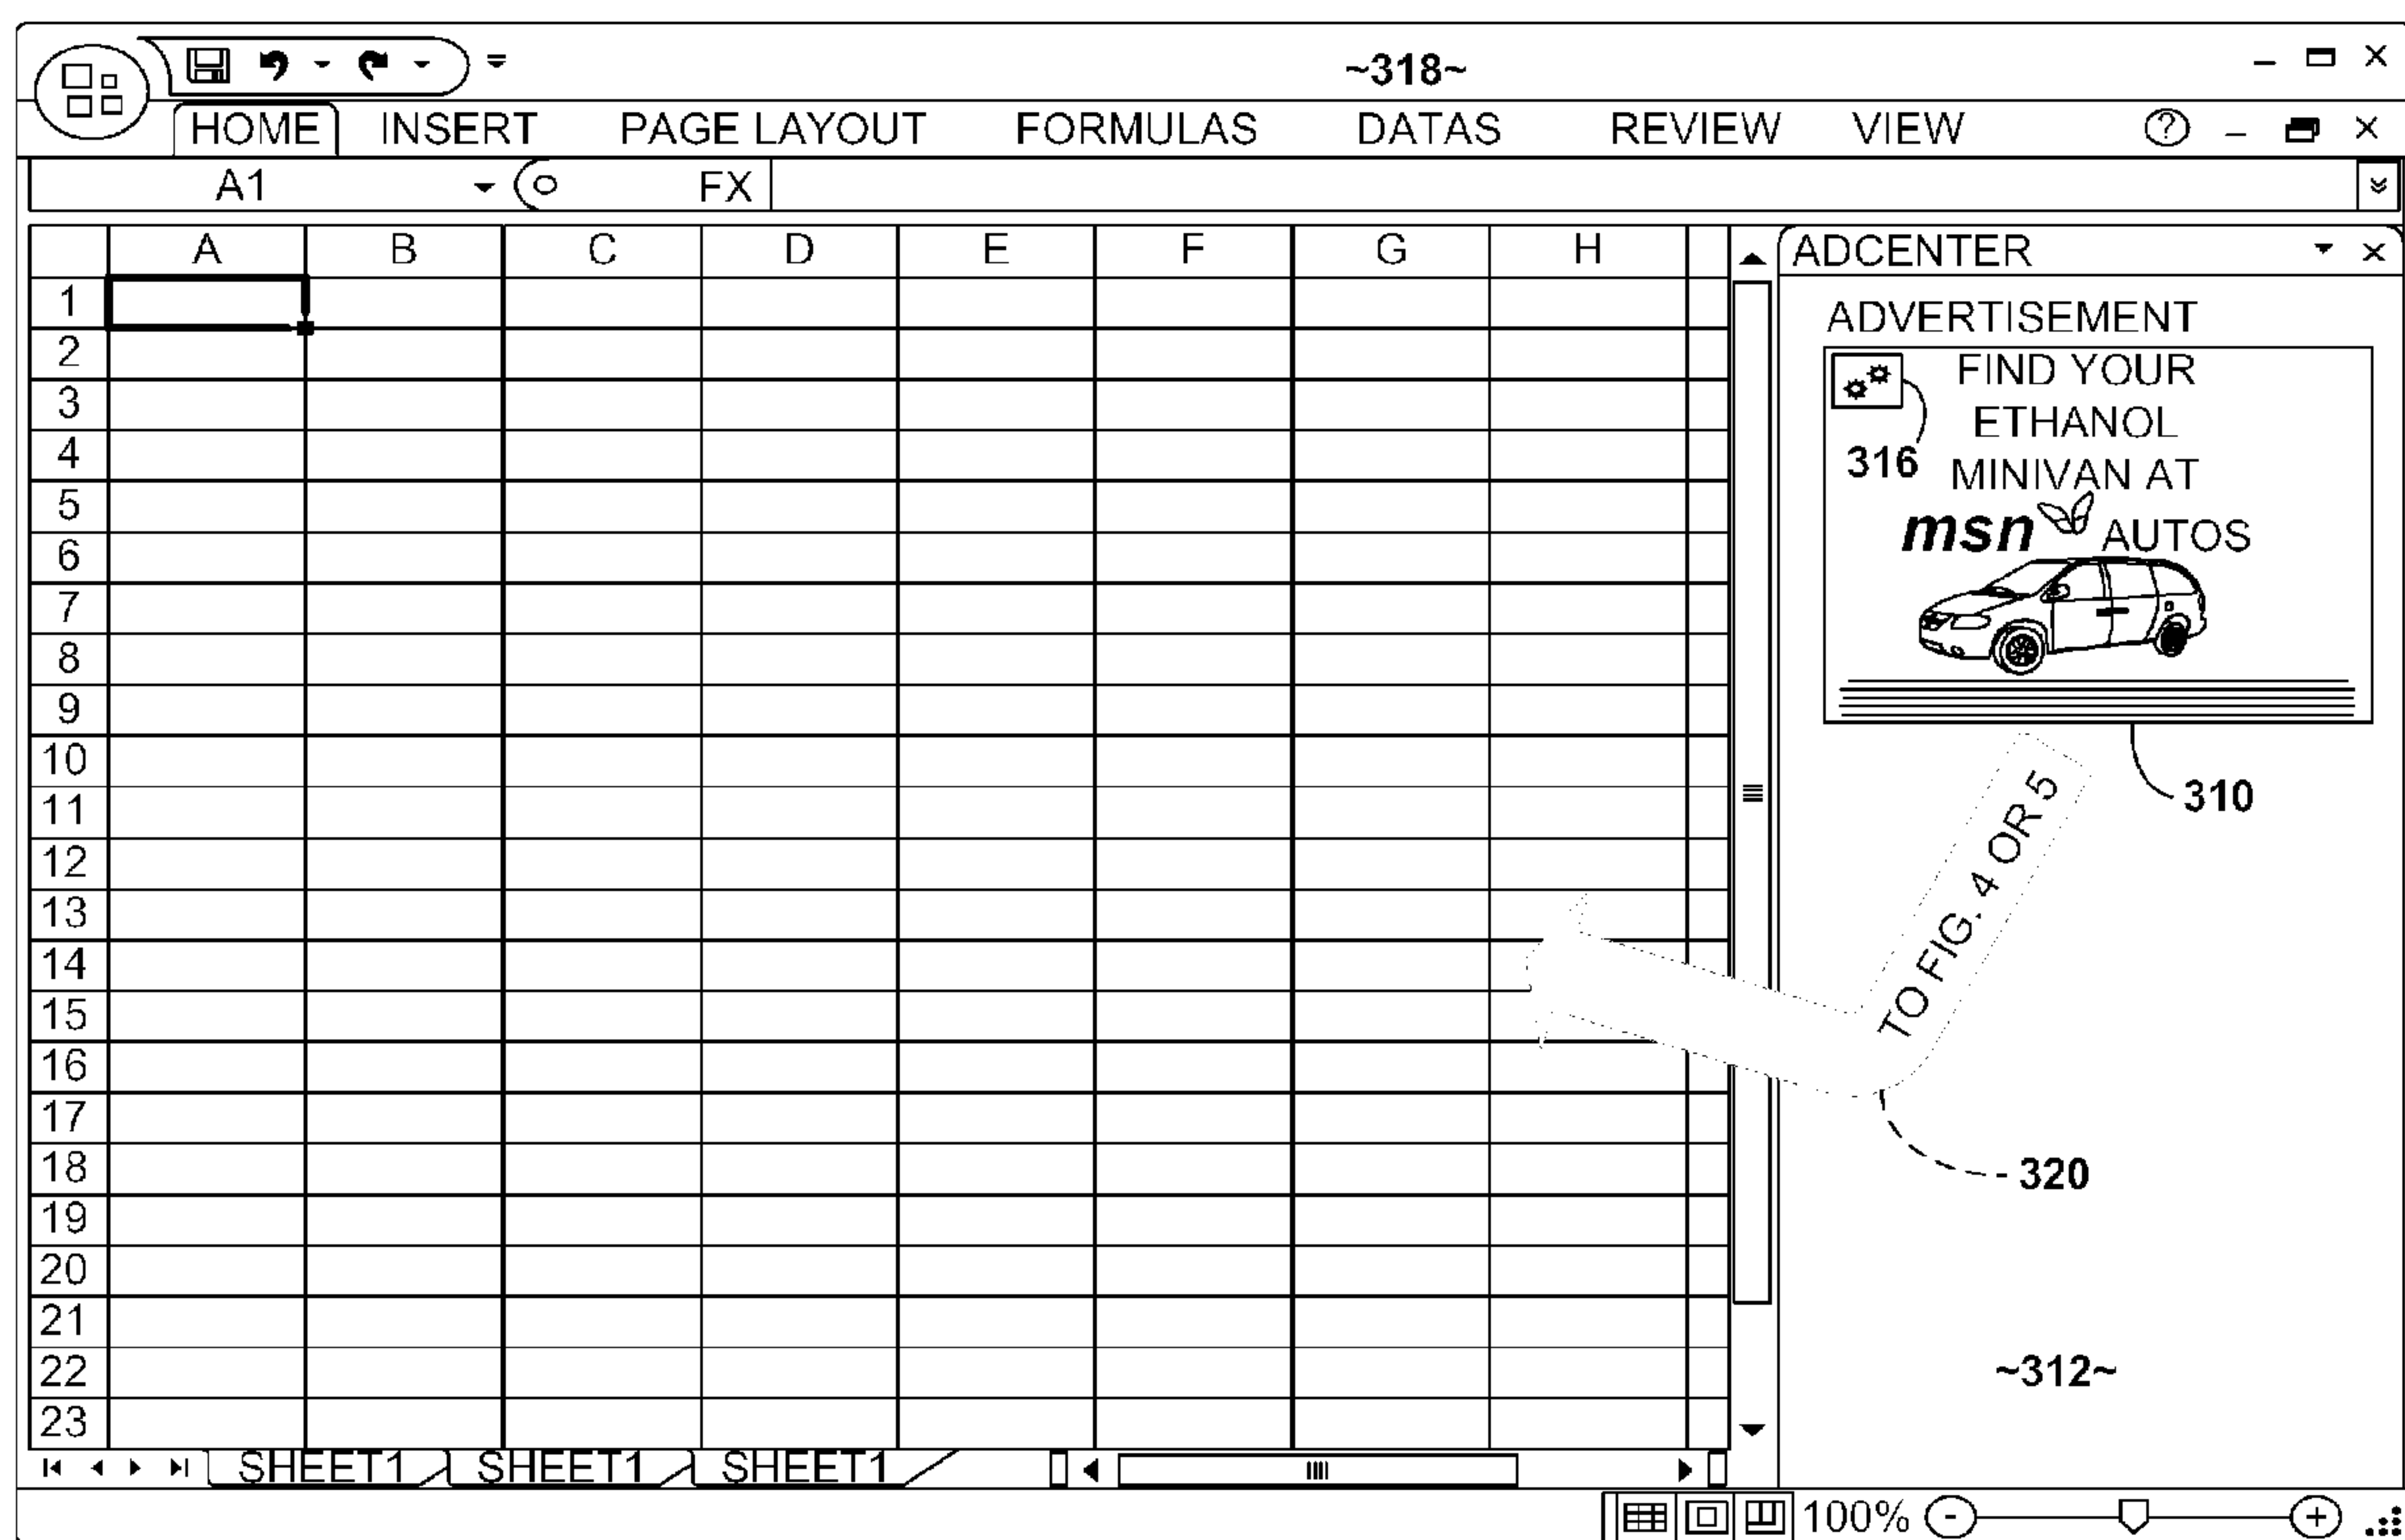 ~318~
HOME INSERT PAGE LAYOUT FORMULAS DATAS REVIEW VIEW ?
A1 FX
A B C D E F G H
1
2
3
4
5
6
7
8
9
10
11
12
13
14
15
16
17
18
19
20
21
22
23
ADCENTER
ADVERTISEMENT
FIND YOUR
ETHANOL
316 MINIVAN AT
msn AUTOS
310
TO FIG. 4 OR 5
320
~312~
SHEET1 SHEET1 SHEET1
100% - +